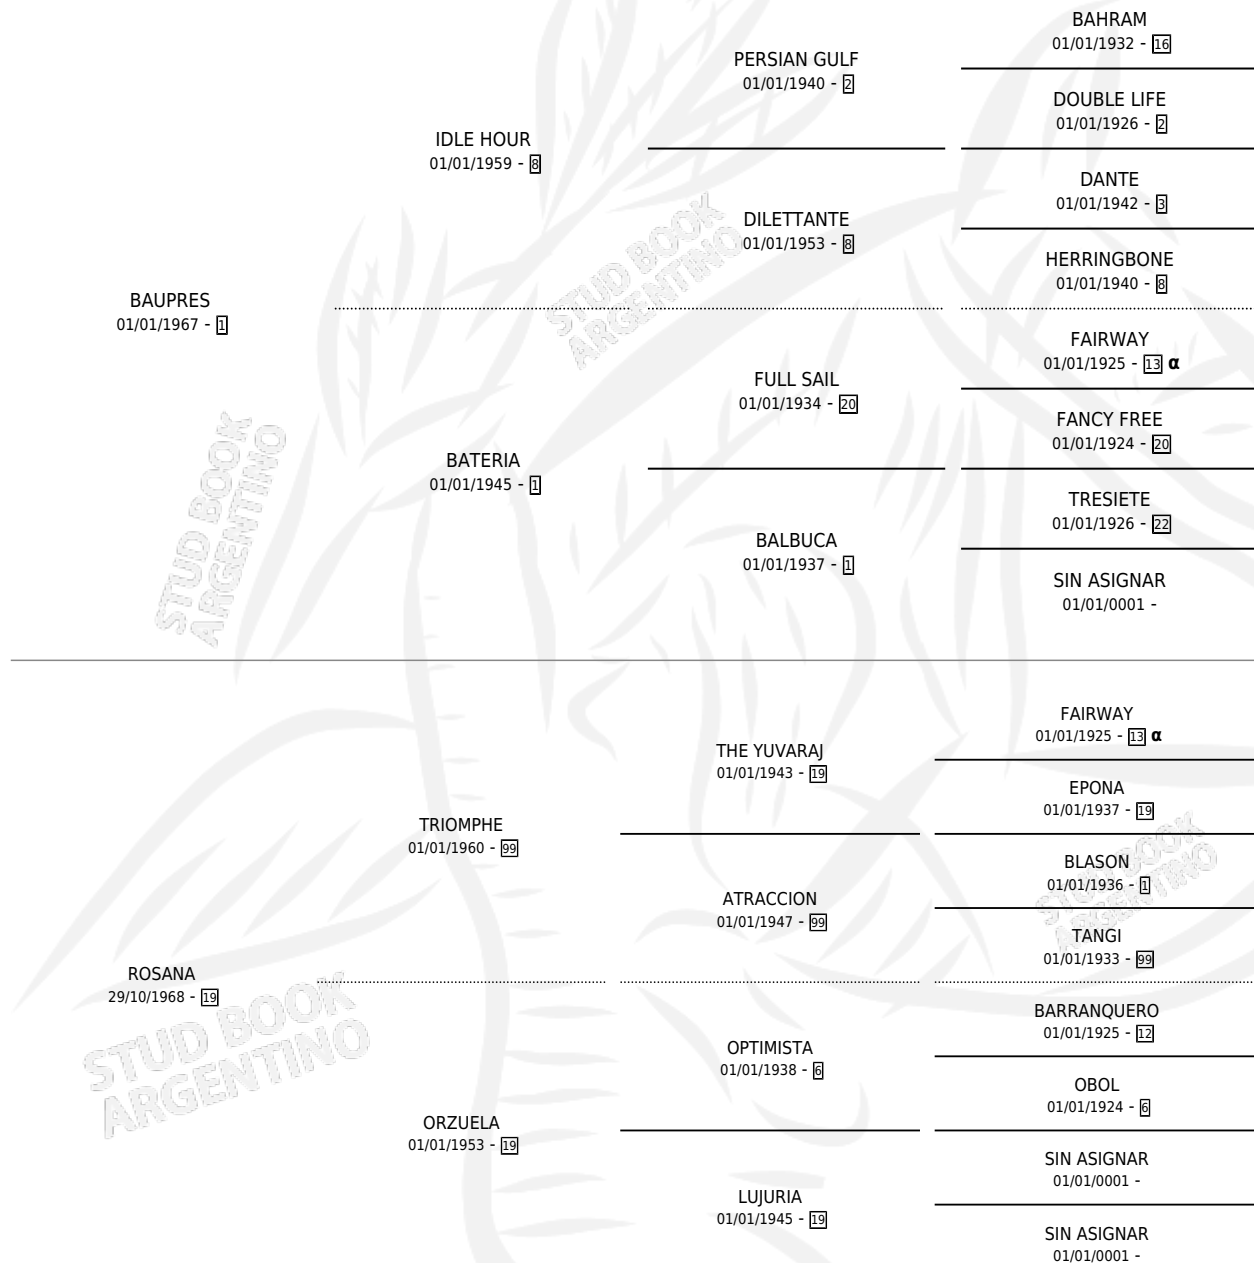 BAHRAM
01/01/1932 - 16
PERSIAN GULF
01/01/1940 - 2
DOUBLE LIFE
01/01/1926 - 2
IDLE HOUR
01/01/1959 - 8
DANTE
01/01/1942 - 3
DILETTANTE
01/01/1953 - 8
HERRINGBONE
01/01/1940 - 8
BAUPRES
01/01/1967 - 1
FAIRWAY
01/01/1925 - 13 α
FULL SAIL
01/01/1934 - 20
FANCY FREE
01/01/1924 - 20
BATERIA
01/01/1945 - 1
TRESIETE
01/01/1926 - 22
BALBUCA
01/01/1937 - 1
SIN ASIGNAR
01/01/0001 -
FAIRWAY
01/01/1925 - 13 α
THE YUVARAJ
01/01/1943 - 19
EPONA
01/01/1937 - 19
TRIOMPHE
01/01/1960 - 99
BLASON
01/01/1936 - 1
ATRACCION
01/01/1947 - 99
TANGI
01/01/1933 - 99
ROSANA
29/10/1968 - 19
BARRANQUERO
01/01/1925 - 12
OPTIMISTA
01/01/1938 - 6
OBOL
01/01/1924 - 6
ORZUELA
01/01/1953 - 19
SIN ASIGNAR
01/01/0001 -
LUJURIA
01/01/1945 - 19
SIN ASIGNAR
01/01/0001 -
STUD BOOK
ARGENTINO
STUD BOOK
ARGENTINO
STUD BOOK
ARGENTINO
STUD BOOK
ARGENTINO